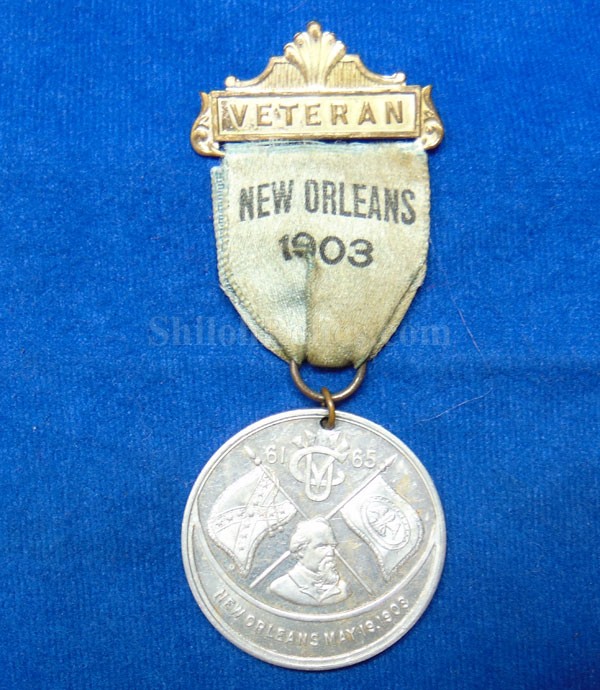 VETERAN
NEW ORLEANS
1903
61 65
UCV
NEW ORLEANS MAY 19, 1903